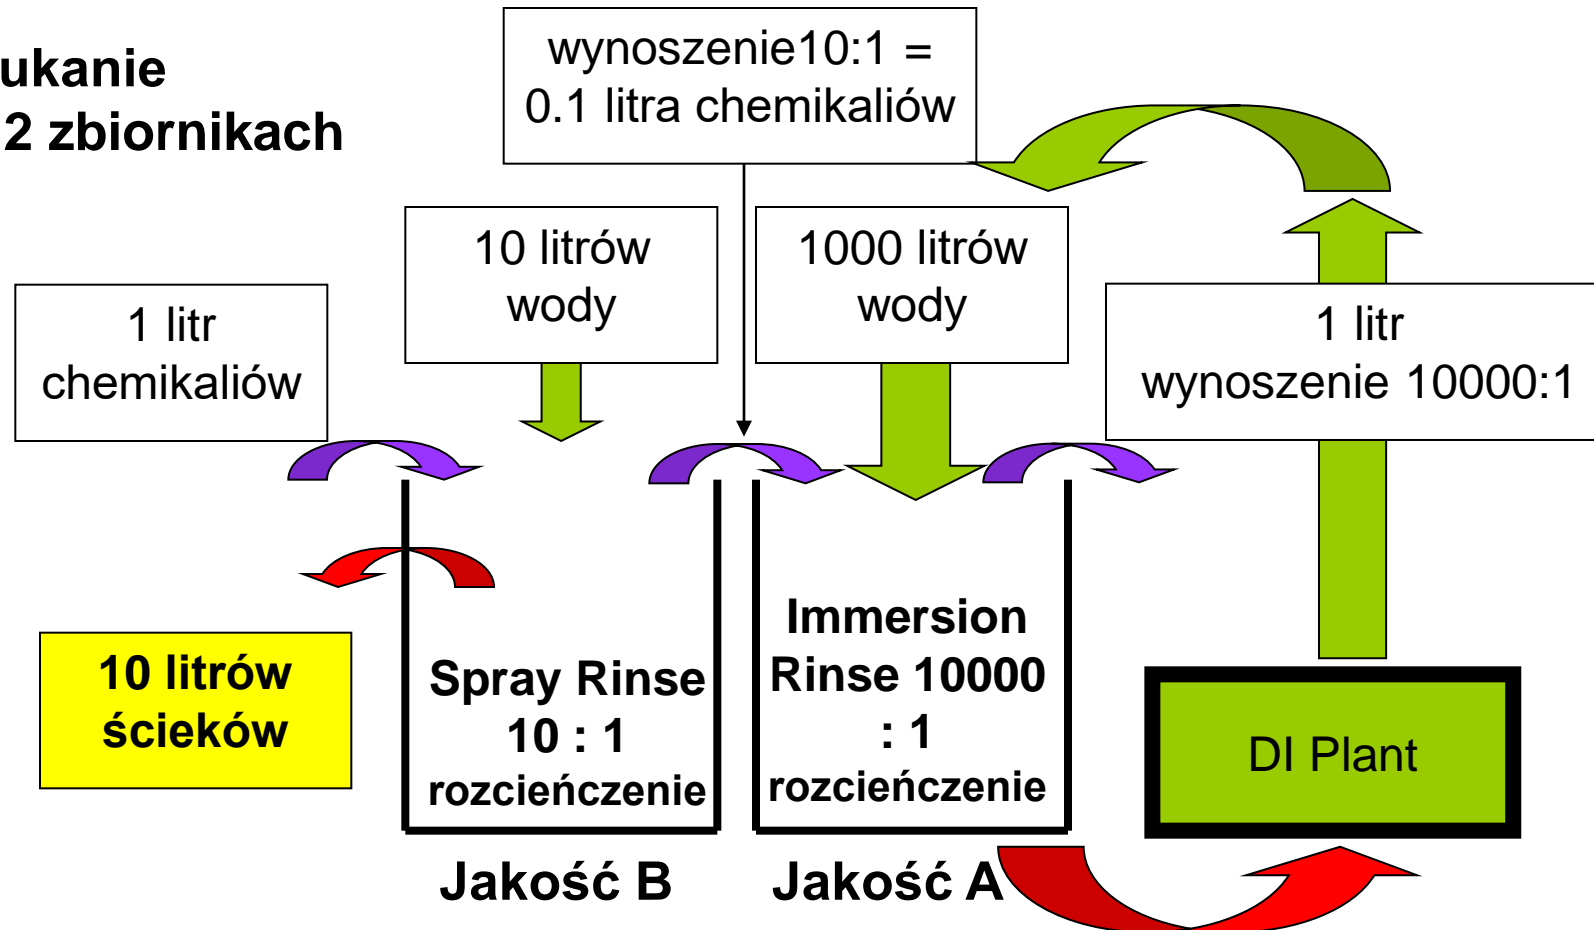 ukanie
2 zbiornikach
wynoszenie10:1 =
0.1 litra chemikaliów
10 litrów
wody
1000 litrów
wody
1 litr
chemikaliów
1 litr
wynoszenie 10000:1
10 litrów
ścieków
Spray Rinse
10 : 1
rozcieńczenie
Immersion
Rinse 10000
: 1
rozcieńczenie
DI Plant
Jakość B
Jakość A